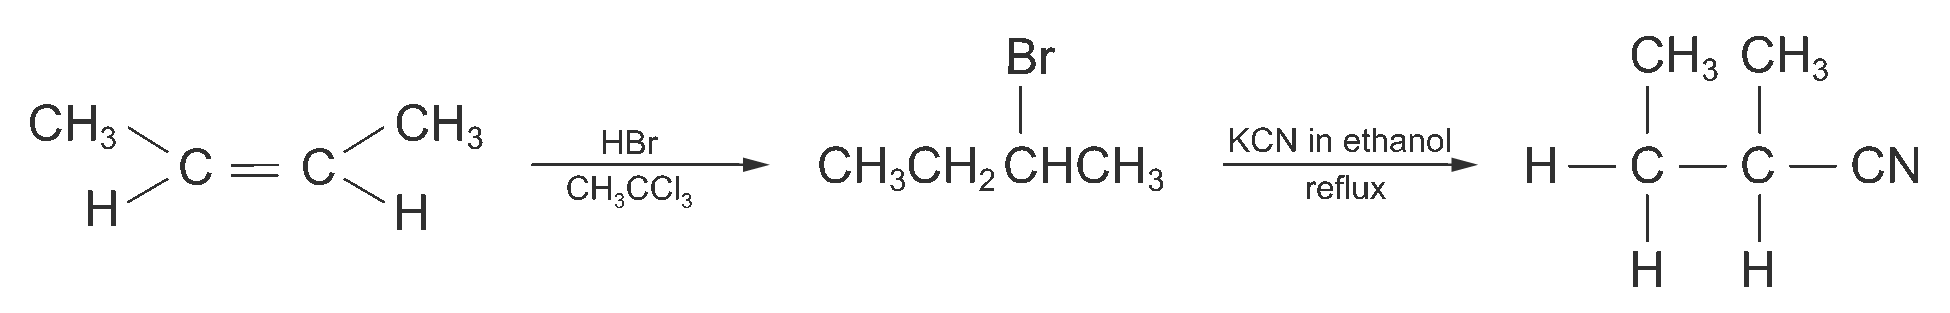 CH₃ CH₃
C = C
H H
HBr
CH₃CCl₃
Br
CH₃CH₂CHCH₃
KCN in ethanol
reflux
CH₃ CH₃
H — C — C — CN
H H